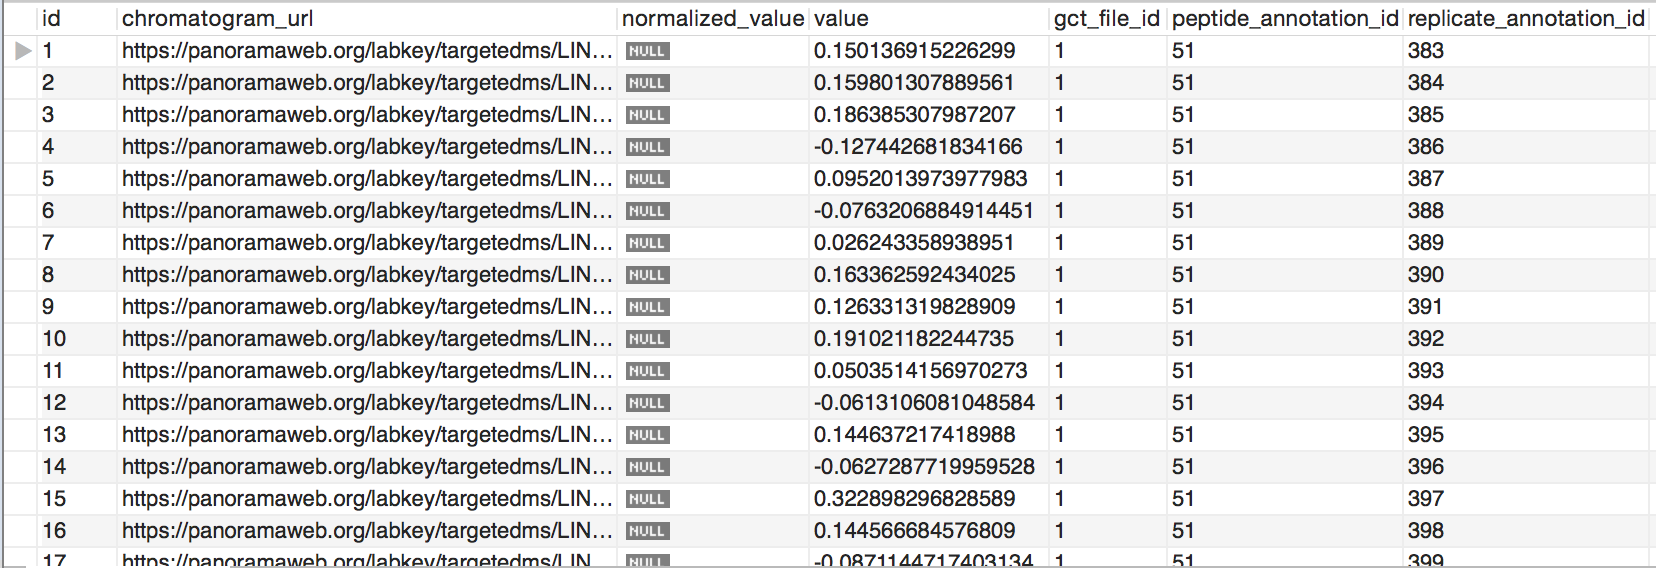 id chromatogram_url normalized_value value gct_file_id peptide_annotation_id replicate_annotation_id
1 https://panoramaweb.org/labkey/targetedms/LIN... NULL 0.150136915226299 1 51 383
2 https://panoramaweb.org/labkey/targetedms/LIN... NULL 0.159801307889561 1 51 384
3 https://panoramaweb.org/labkey/targetedms/LIN... NULL 0.186385307987207 1 51 385
4 https://panoramaweb.org/labkey/targetedms/LIN... NULL -0.127442681834166 1 51 386
5 https://panoramaweb.org/labkey/targetedms/LIN... NULL 0.0952013973977983 1 51 387
6 https://panoramaweb.org/labkey/targetedms/LIN... NULL -0.0763206884914451 1 51 388
7 https://panoramaweb.org/labkey/targetedms/LIN... NULL 0.026243358938951 1 51 389
8 https://panoramaweb.org/labkey/targetedms/LIN... NULL 0.163362592434025 1 51 390
9 https://panoramaweb.org/labkey/targetedms/LIN... NULL 0.126331319828909 1 51 391
10 https://panoramaweb.org/labkey/targetedms/LIN... NULL 0.191021182244735 1 51 392
11 https://panoramaweb.org/labkey/targetedms/LIN... NULL 0.0503514156970273 1 51 393
12 https://panoramaweb.org/labkey/targetedms/LIN... NULL -0.0613106081048584 1 51 394
13 https://panoramaweb.org/labkey/targetedms/LIN... NULL 0.144637217418988 1 51 395
14 https://panoramaweb.org/labkey/targetedms/LIN... NULL -0.0627287719959528 1 51 396
15 https://panoramaweb.org/labkey/targetedms/LIN... NULL 0.322898296828589 1 51 397
16 https://panoramaweb.org/labkey/targetedms/LIN... NULL 0.144566684576809 1 51 398
17 https://panoramaweb.org/labkey/targetedms/LIN... NULL -0.0871144717403134 1 51 399